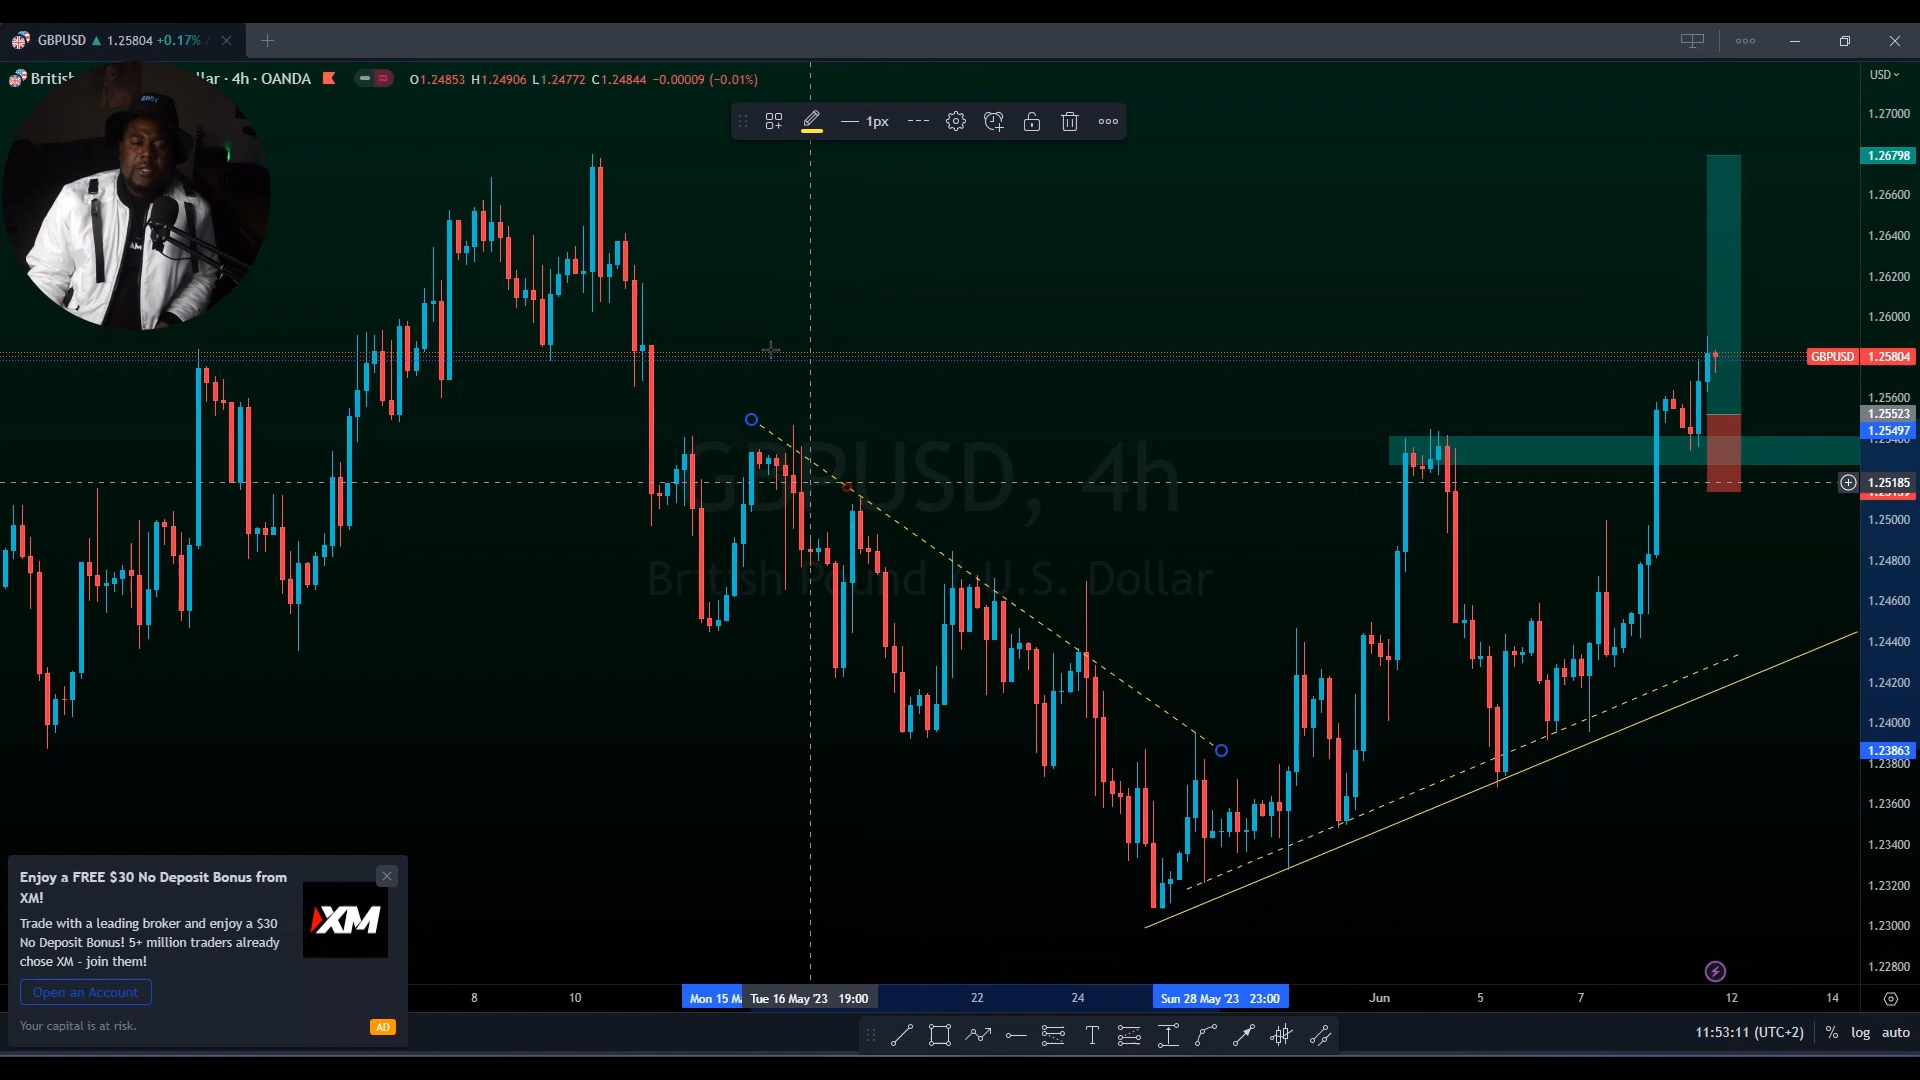 GBPUSD ▲ 1.25804 +0.17%
British llar · 4h · OANDA O1.24853 H1.24906 L1.24772 C1.24844 −0.00009 (−0.01%)
USD
1px
1.27000
1.26798
1.26600
1.26400
1.26200
1.26000
GBPUSD 1.25804
1.25600
1.25523
1.25497
1.25185
1.25000
1.24800
1.24600
1.24400
1.24200
1.24000
1.23863
1.23800
1.23600
1.23400
1.23200
1.23000
1.22800
GBPUSD, 4h
British Pound / U.S. Dollar
Enjoy a FREE $30 No Deposit Bonus from
XM!
Trade with a leading broker and enjoy a $30
No Deposit Bonus! 5+ million traders already
chose XM - join them!
XM
Open an Account
Your capital is at risk.
AD
8 10 Mon 15 Ma Tue 16 May '23 19:00 22 24 Sun 28 May '23 23:00 Jun 5 7 12 14
11:53:11 (UTC+2) % log auto